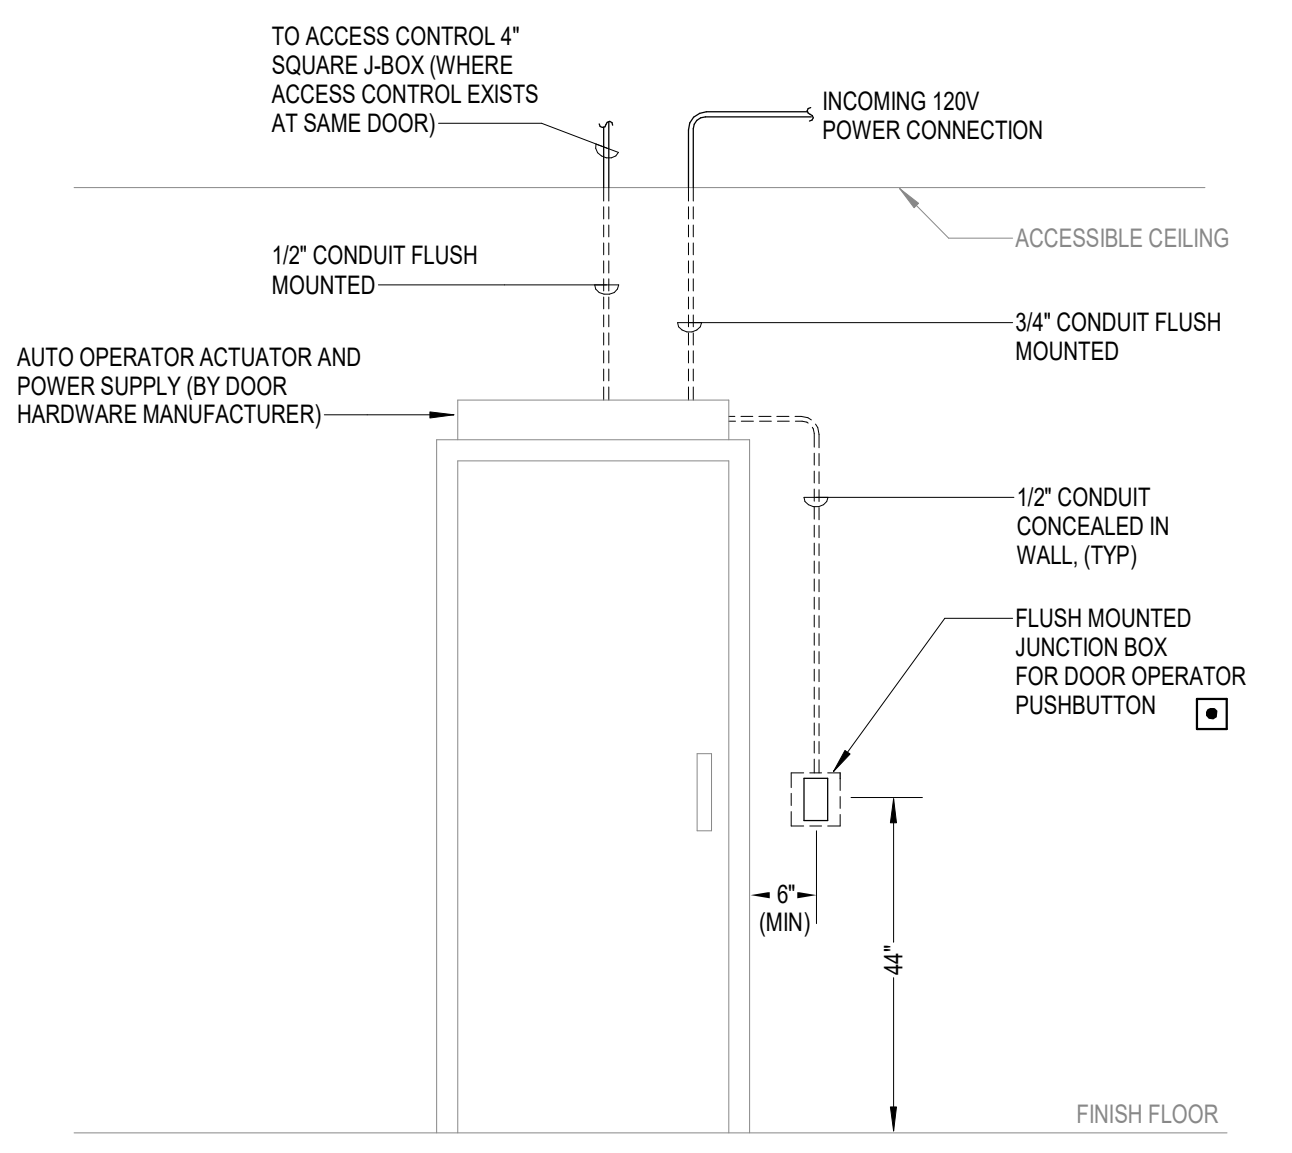 TO ACCESS CONTROL 4"
SQUARE J-BOX (WHERE
ACCESS CONTROL EXISTS
AT SAME DOOR)
INCOMING 120V
POWER CONNECTION
ACCESSIBLE CEILING
1/2" CONDUIT FLUSH
MOUNTED
3/4" CONDUIT FLUSH
MOUNTED
AUTO OPERATOR ACTUATOR AND
POWER SUPPLY (BY DOOR
HARDWARE MANUFACTURER)
1/2" CONDUIT
CONCEALED IN
WALL, (TYP)
FLUSH MOUNTED
JUNCTION BOX
FOR DOOR OPERATOR
PUSHBUTTON
6"
(MIN)
44"
FINISH FLOOR